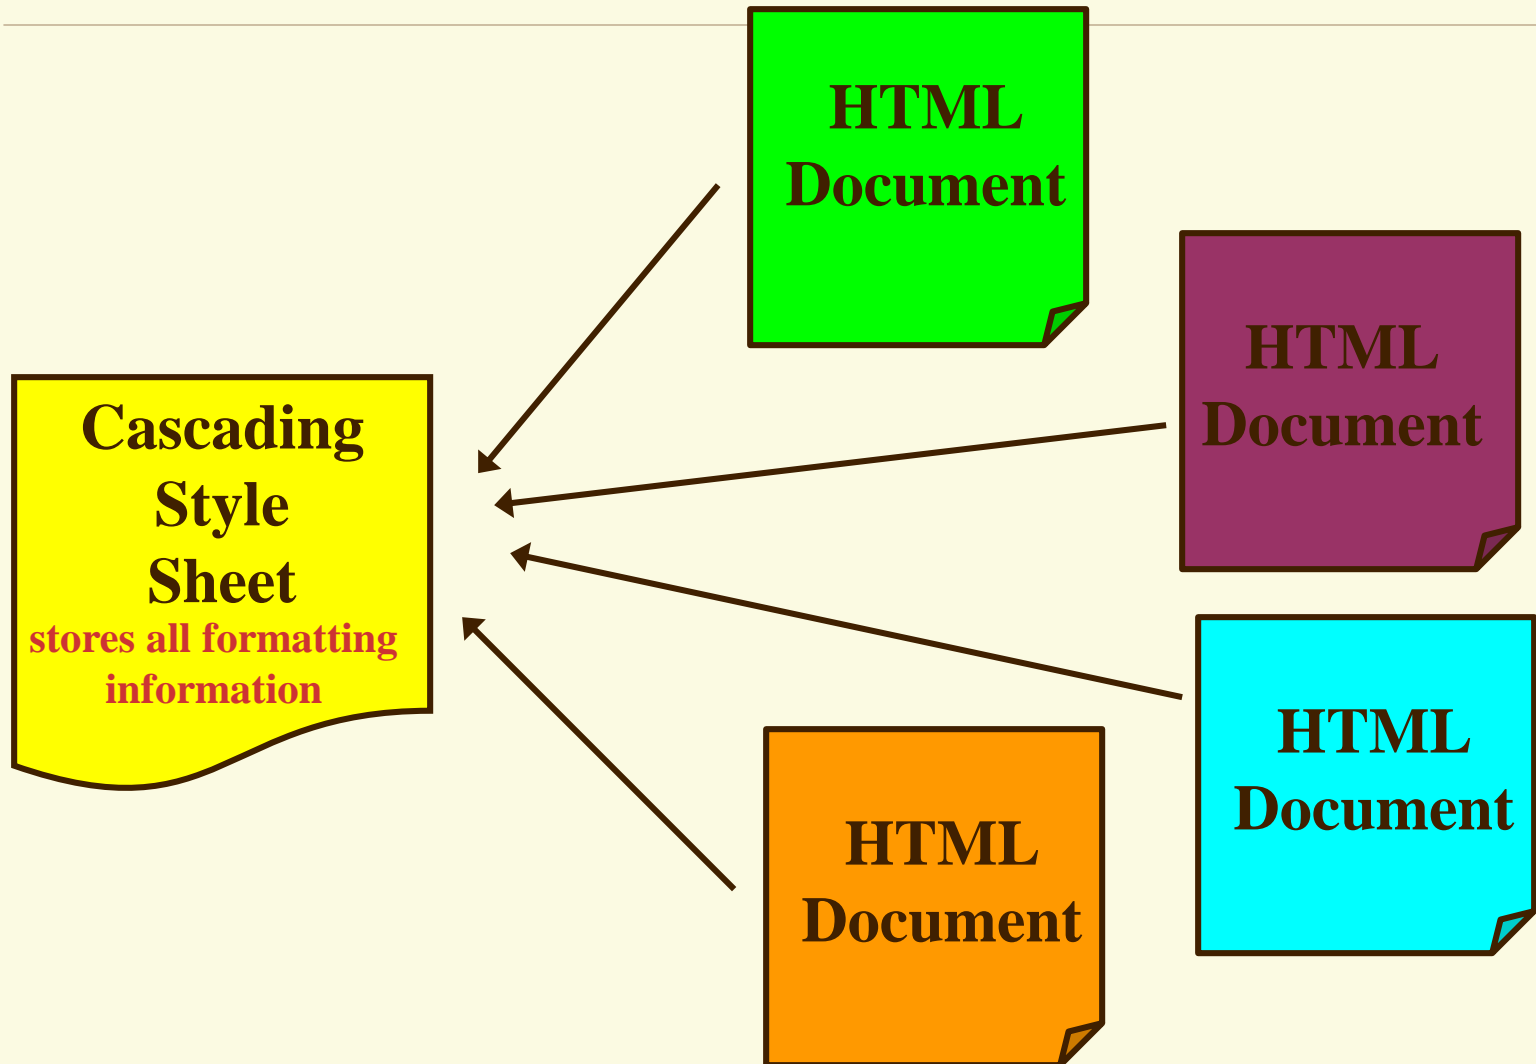 HTML
Document
HTML
Document
Cascading
Style
Sheet
stores all formatting
information
HTML
Document
HTML
Document